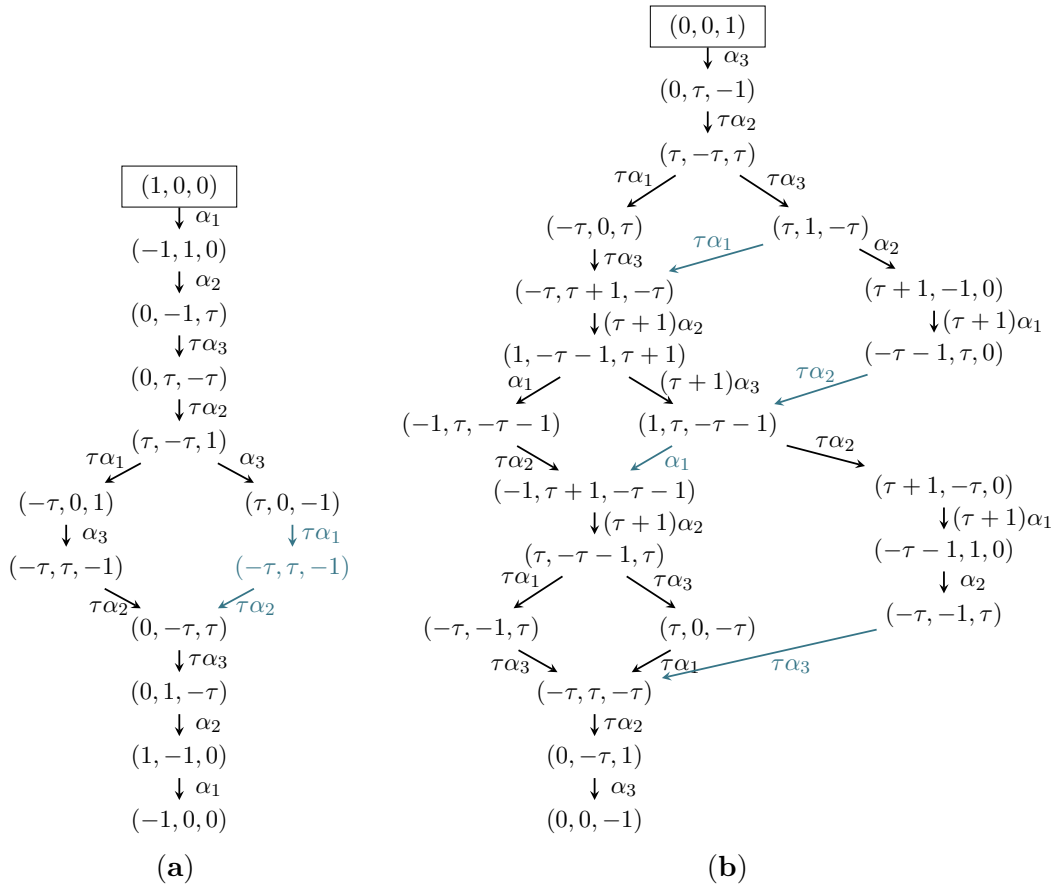 (1, 0, 0)
α₁
(−1, 1, 0)
α₂
(0, −1, τ)
τα₃
(0, τ, −τ)
τα₂
(τ, −τ, 1)
τα₁ α₃
(−τ, 0, 1) (τ, 0, −1)
α₃ τα₁
(−τ, τ, −1) (−τ, τ, −1)
τα₂ τα₂
(0, −τ, τ)
τα₃
(0, 1, −τ)
α₂
(1, −1, 0)
α₁
(−1, 0, 0)
(a)
(0, 0, 1)
α₃
(0, τ, −1)
τα₂
(τ, −τ, τ)
τα₁ τα₃
(−τ, 0, τ) (τ, 1, −τ)
τα₃ τα₁ α₂
(−τ, τ + 1, −τ) (τ + 1, −1, 0)
(τ + 1)α₂ (τ + 1)α₁
(1, −τ − 1, τ + 1) (−τ − 1, τ, 0)
α₁ (τ + 1)α₃ τα₂
(−1, τ, −τ − 1) (1, τ, −τ − 1)
τα₂ α₁ τα₂
(−1, τ + 1, −τ − 1) (τ + 1, −τ, 0)
(τ + 1)α₂ (τ + 1)α₁
(τ, −τ − 1, τ) (−τ − 1, 1, 0)
τα₁ τα₃ α₂
(−τ, −1, τ) (τ, 0, −τ) (−τ, −1, τ)
τα₃ τα₁ τα₃
(−τ, τ, −τ)
τα₂
(0, −τ, 1)
α₃
(0, 0, −1)
(b)